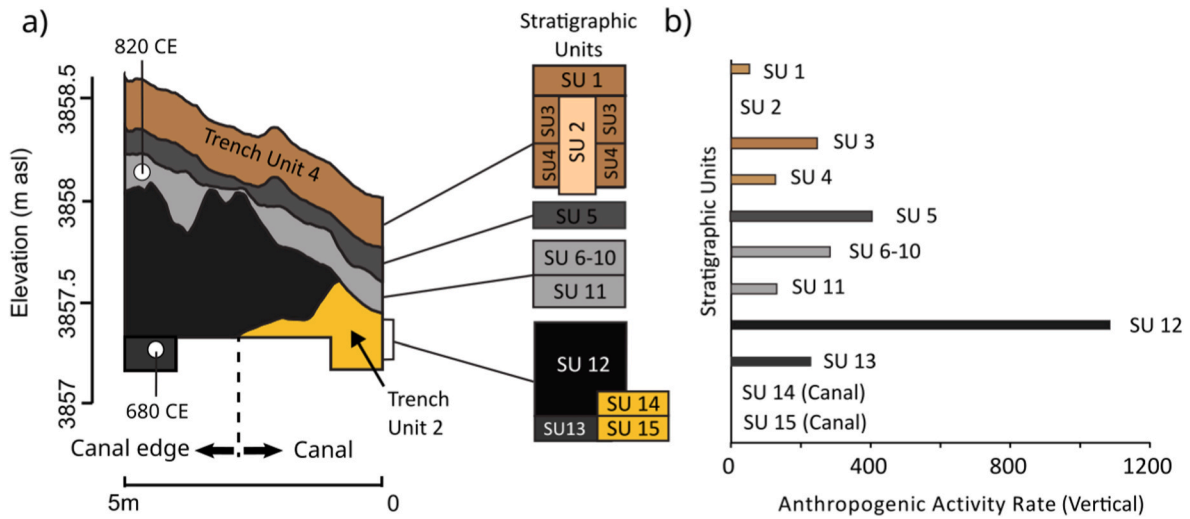 a)
820 CE
3858.5
3858
3857.5
3857
Elevation (m asl)
Trench Unit 4
680 CE
Trench
Unit 2
Canal edge
Canal
5m
0
Stratigraphic
Units
SU 1
SU3
SU 2
SU3
SU4
SU4
SU 5
SU 6-10
SU 11
SU 12
SU 14
SU13
SU 15
b)
Stratigraphic Units
SU 1
SU 2
SU 3
SU 4
SU 5
SU 6-10
SU 11
SU 12
SU 13
SU 14 (Canal)
SU 15 (Canal)
0
400
800
1200
Anthropogenic Activity Rate (Vertical)